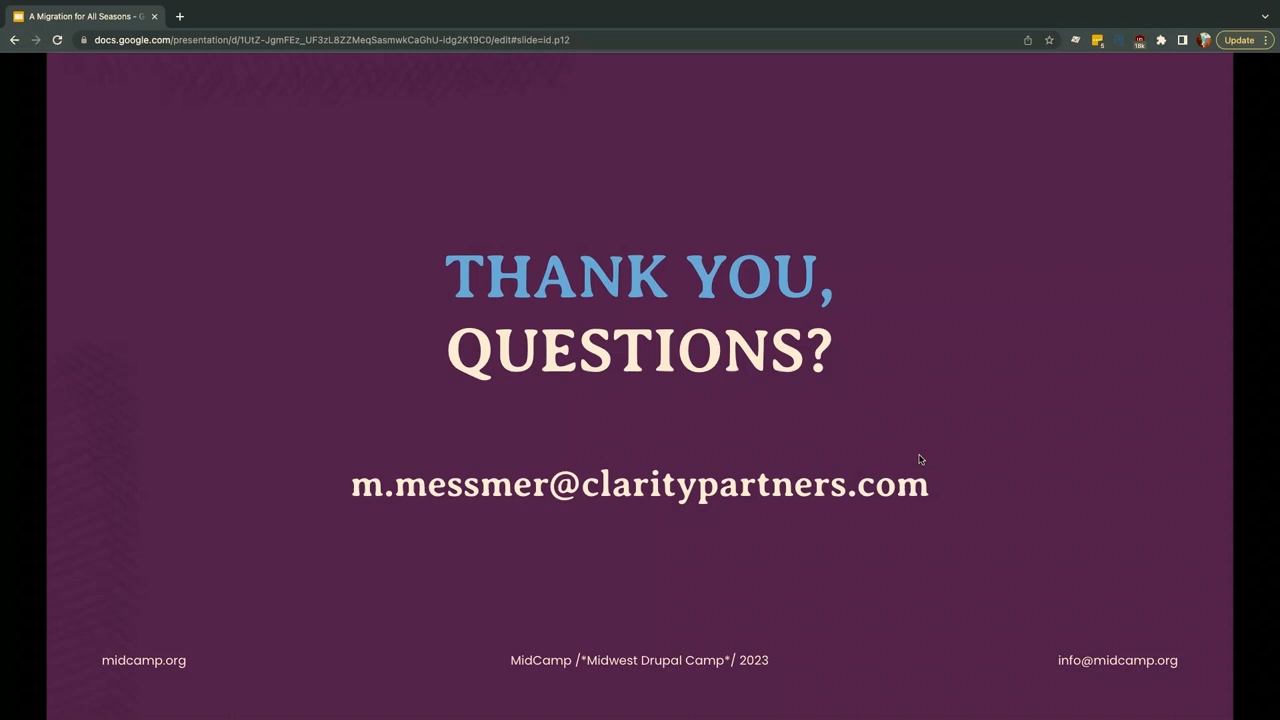 A Migration for All Seasons - G
docs.google.com/presentation/d/1UtZ-JgmFEz_UF3zL8ZZMeqSasmwkCaGhU-idg2K19C0/edit#slide=id.p12
Update
THANK YOU,
QUESTIONS?
m.messmer@claritypartners.com
midcamp.org
MidCamp /*Midwest Drupal Camp*/ 2023
info@midcamp.org